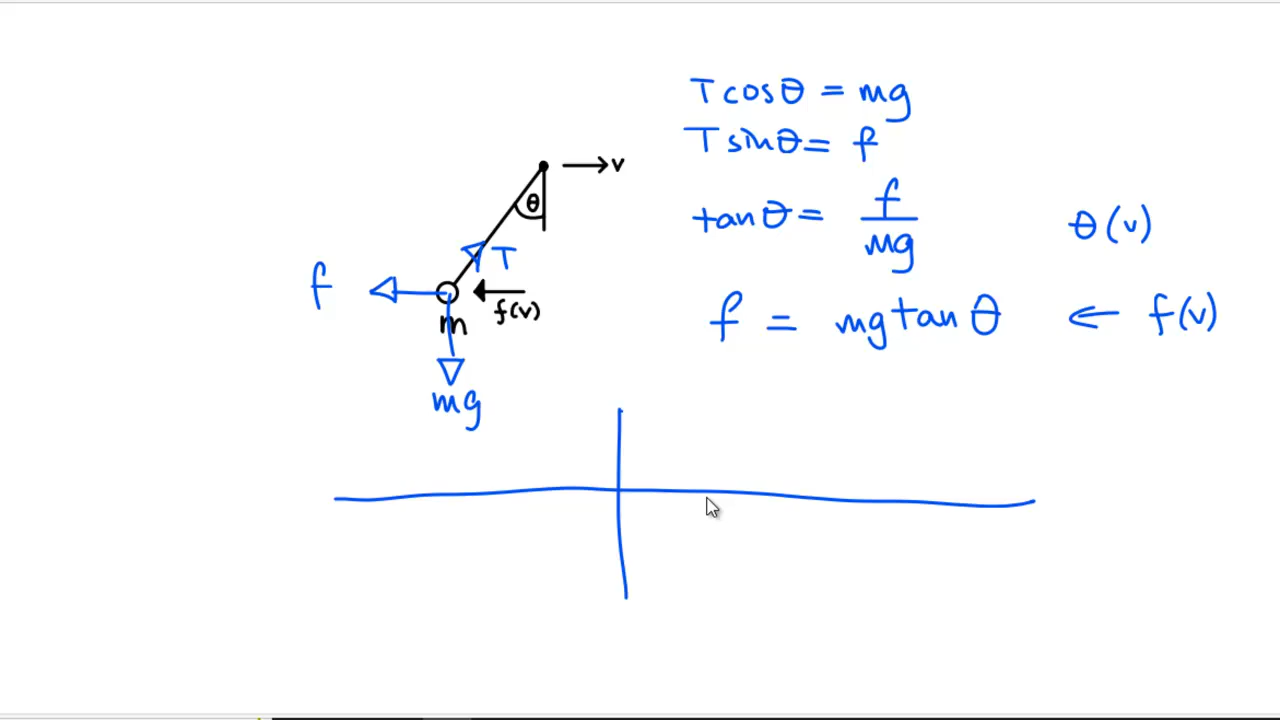 T cos θ = mg
T sin θ = f
tan θ = f/mg
θ(v)
f = mg tan θ ← f(v)
v
θ
T
f
f(v)
m
mg